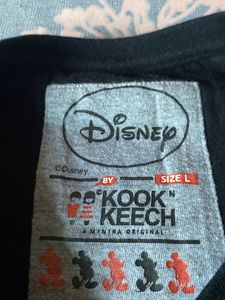 Disney
©Disney
BY SIZE L
KOOK N
KEECH
A MYNTRA ORIGINAL